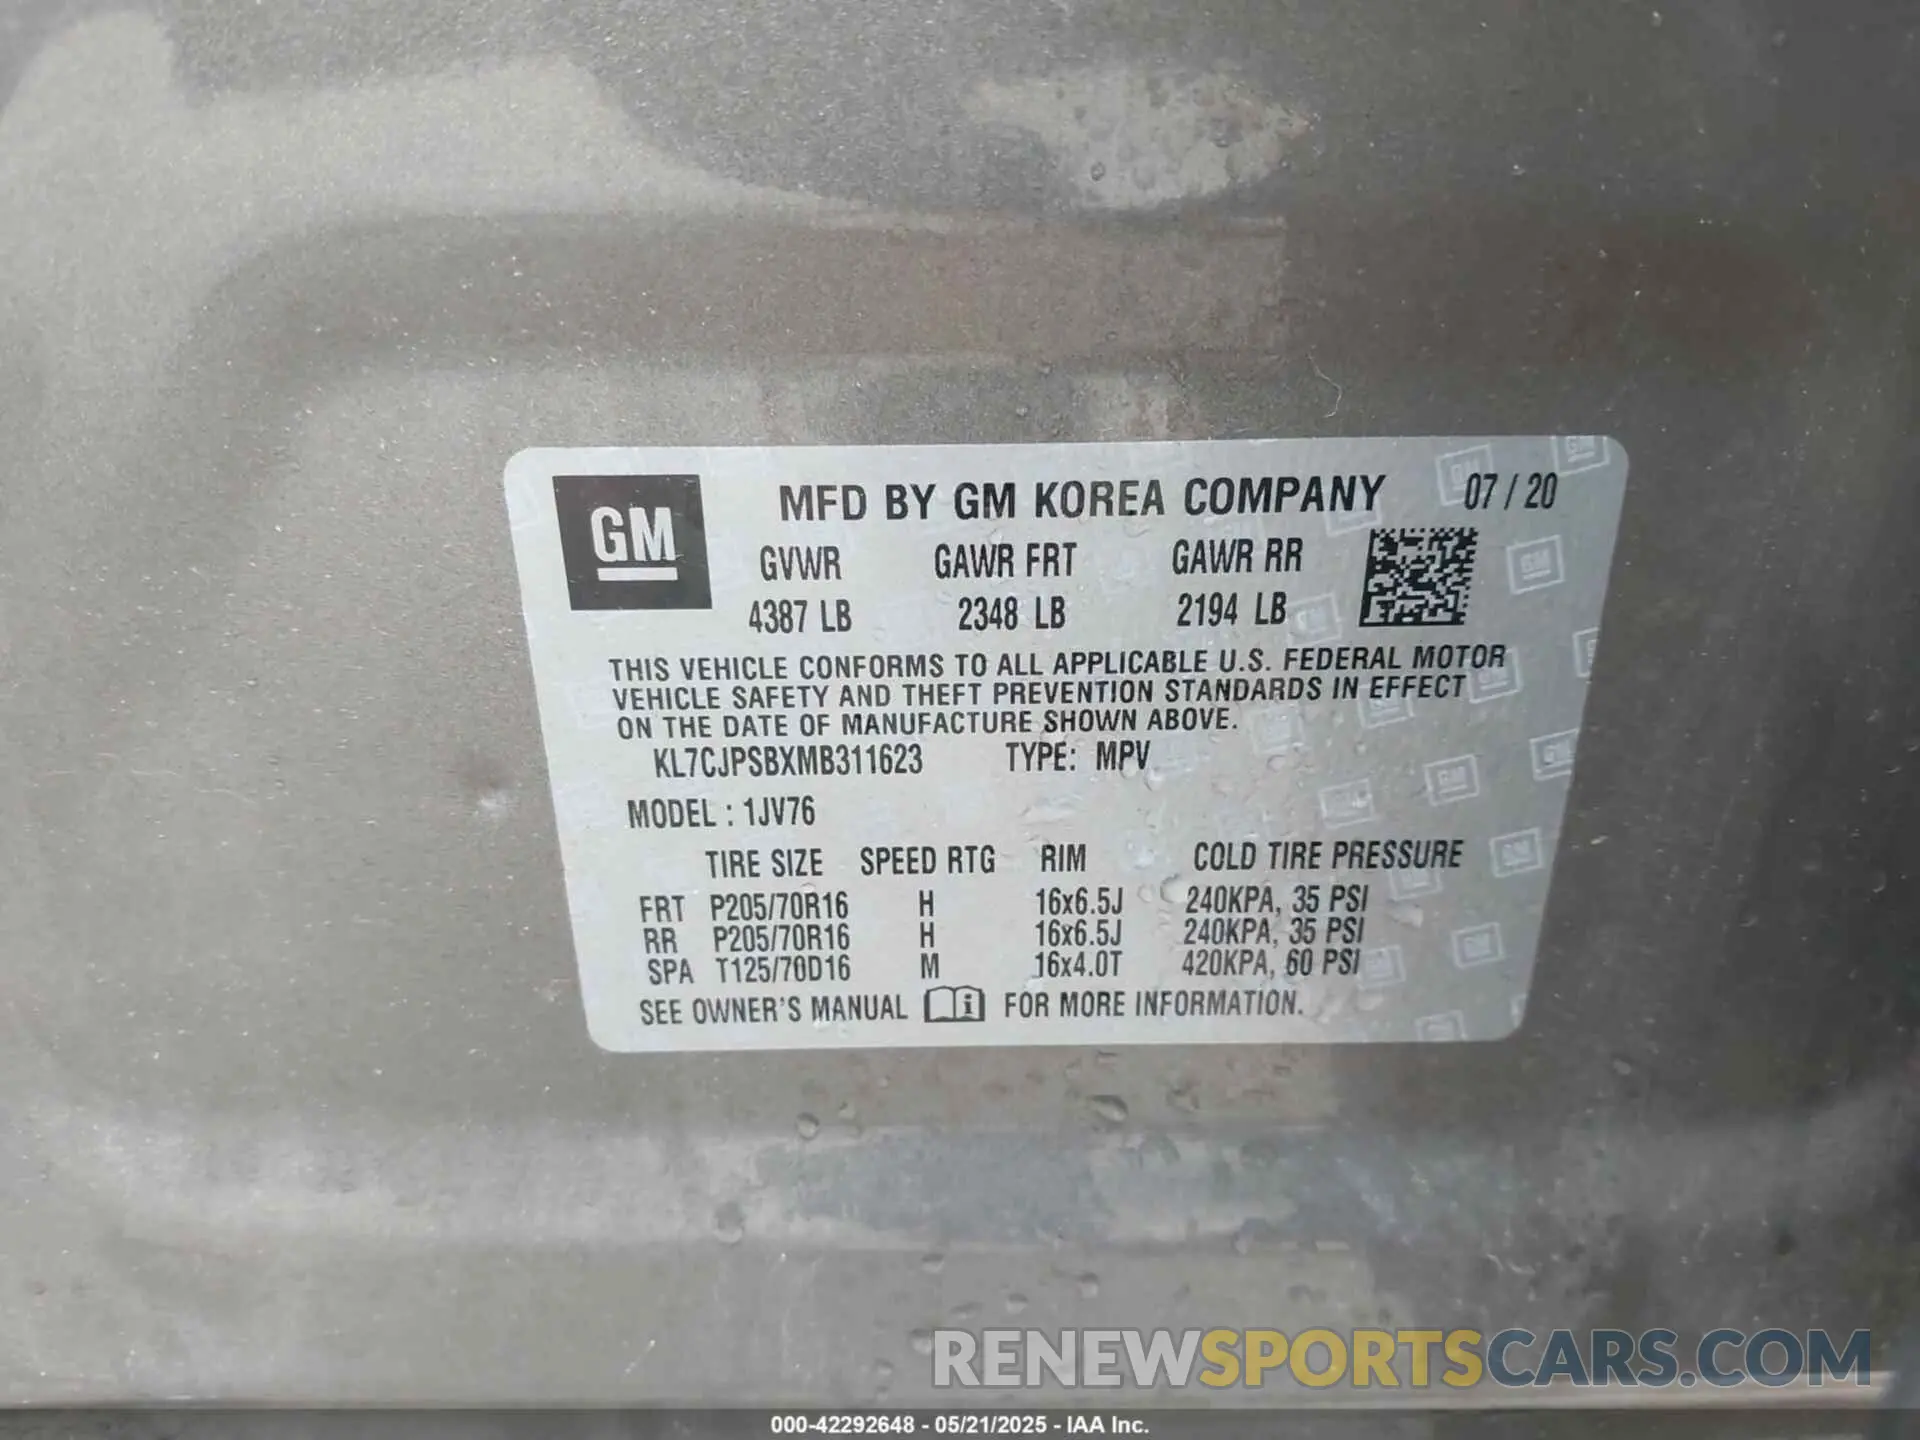 GM
MFD BY GM KOREA COMPANY 07 / 20
GVWR GAWR FRT GAWR RR
4387 LB 2348 LB 2194 LB
THIS VEHICLE CONFORMS TO ALL APPLICABLE U.S. FEDERAL MOTOR
VEHICLE SAFETY AND THEFT PREVENTION STANDARDS IN EFFECT
ON THE DATE OF MANUFACTURE SHOWN ABOVE.
KL7CJPSBXMB311623 TYPE: MPV
MODEL : 1JV76
TIRE SIZE SPEED RTG RIM COLD TIRE PRESSURE
FRT P205/70R16 H 16x6.5J 240KPA, 35 PSI
RR P205/70R16 H 16x6.5J 240KPA, 35 PSI
SPA T125/70D16 M 16x4.0T 420KPA, 60 PSI
SEE OWNER'S MANUAL i FOR MORE INFORMATION.
RENEWSPORTSCARS.COM
000-42292648 - 05/21/2025 - IAA Inc.